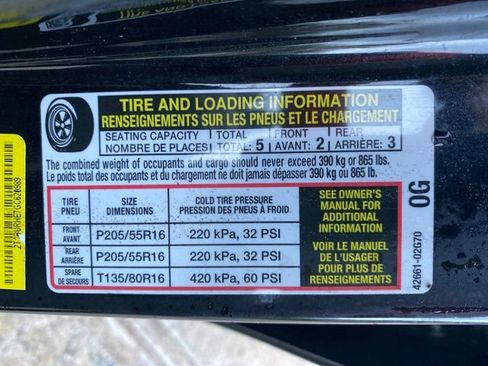 TIRE AND LOADING INFORMATION
RENSEIGNEMENTS SUR LES PNEUS ET LE CHARGEMENT
SEATING CAPACITY TOTAL FRONT REAR
NOMBRE DE PLACES TOTAL: 5 AVANT: 2 ARRIÈRE: 3
The combined weight of occupants and cargo should never exceed 390 kg or 865 lbs.
Le poids total des occupants et du chargement ne doit jamais dépasser 390 kg or 865 lbs.
TIRE SIZE COLD TIRE PRESSURE
PNEU DIMENSIONS PRESSION DES PNEUS À FROID
FRONT
AVANT P205/55R16 220 kPa, 32 PSI
REAR
ARRIÈRE P205/55R16 220 kPa, 32 PSI
SPARE
DE SECOURS T135/80R16 420 kPa, 60 PSI
SEE OWNER'S
MANUAL FOR
ADDITIONAL
INFORMATION
VOIR LE MANUEL
DE L'USAGER
POUR PLUS DE
RENSEIGNEMENTS
0G
42661-02G70